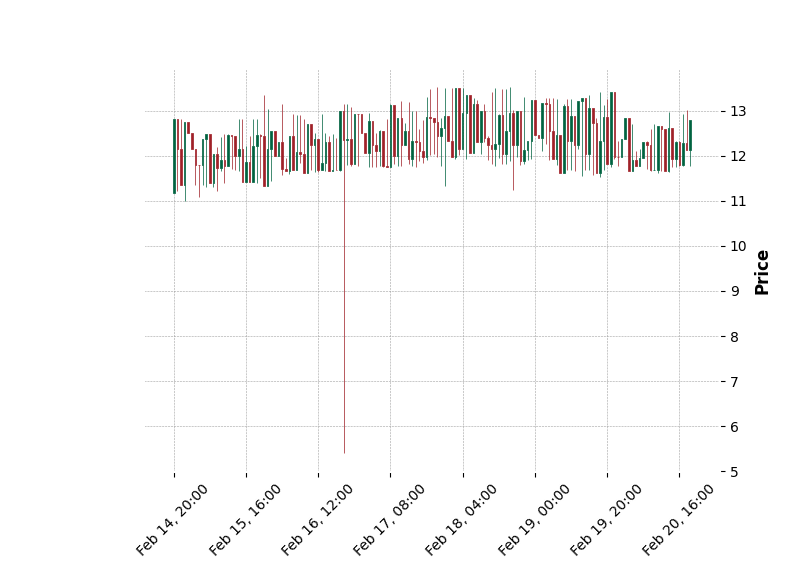 13
12
11
10
9
8
7
6
5
Price
Feb 14, 20:00
Feb 15, 16:00
Feb 16, 12:00
Feb 17, 08:00
Feb 18, 04:00
Feb 19, 00:00
Feb 19, 20:00
Feb 20, 16:00